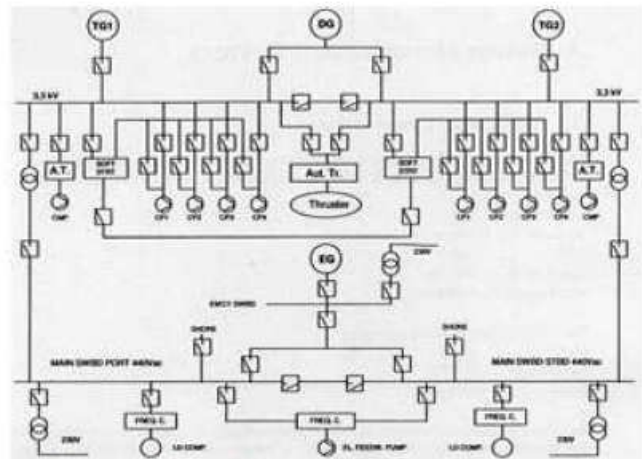 TG1
DG
TG2
3,3 kV
3,3 kV
A.T.
SOFT
Aut. Tr.
SOFT
A.T.
Thruster
CMP
CP1
CP2
CP3
CP4
CP1
CP2
CP3
CP4
CMP
EG
230V
EMCY SWBD
SHORE
SHORE
MAIN SWBD PORT 440Vac
MAIN SWBD STBD 440Vac
FREQ. C.
FREQ. C.
FREQ. C.
230V
LD COMP.
EL. FEEDW. PUMP
LD COMP.
230V